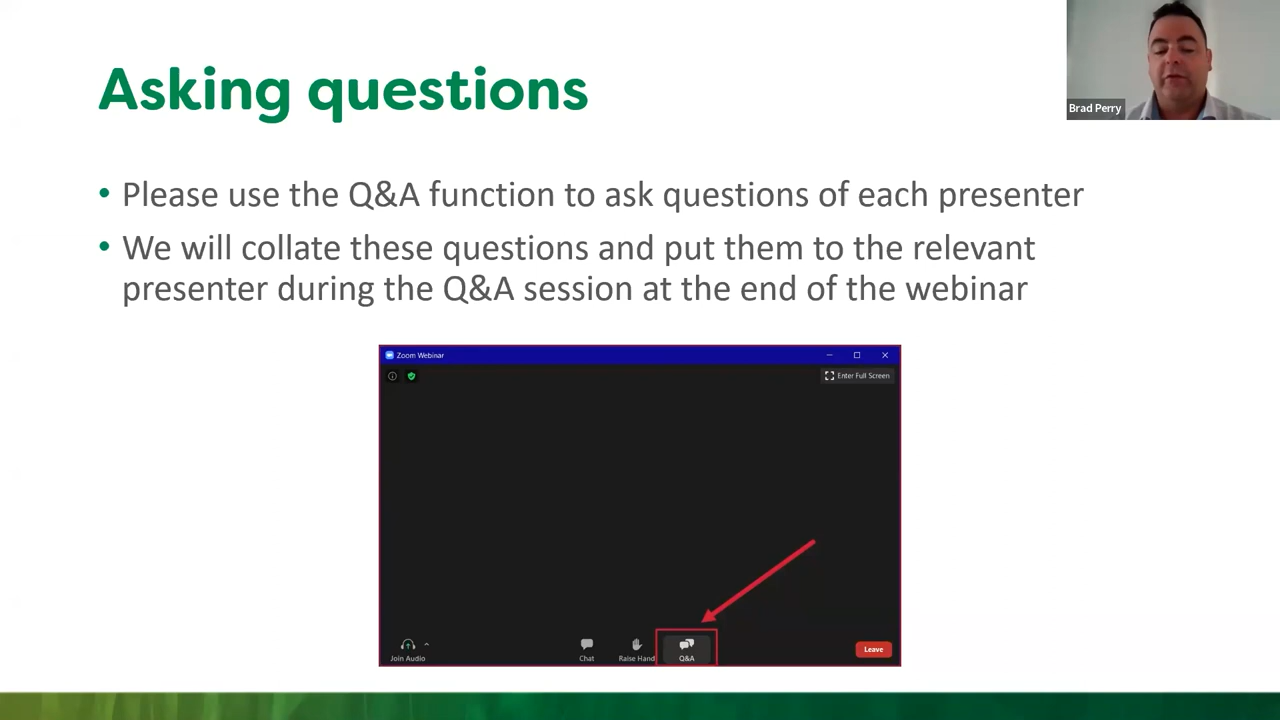 Asking questions
Brad Perry
• Please use the Q&A function to ask questions of each presenter
• We will collate these questions and put them to the relevant
presenter during the Q&A session at the end of the webinar
Zoom Webinar
Enter Full Screen
Join Audio
Chat
Raise Hand
Q&A
Leave